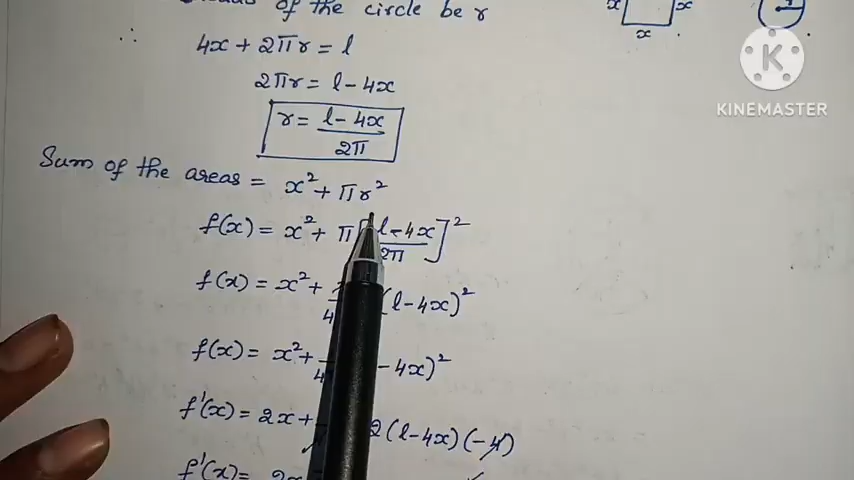 of the circle be r
x x
x
∴ 4x + 2πr = l
2πr = l - 4x
r = (l - 4x)/2π
Sum of the areas = x² + πr²
f(x) = x² + π[(l - 4x)/2π]²
f(x) = x² + (l - 4x)²
f(x) = x² + - 4x)²
f'(x) = 2x + 2(l - 4x)(-4)
f'(x) =
K
KINEMASTER